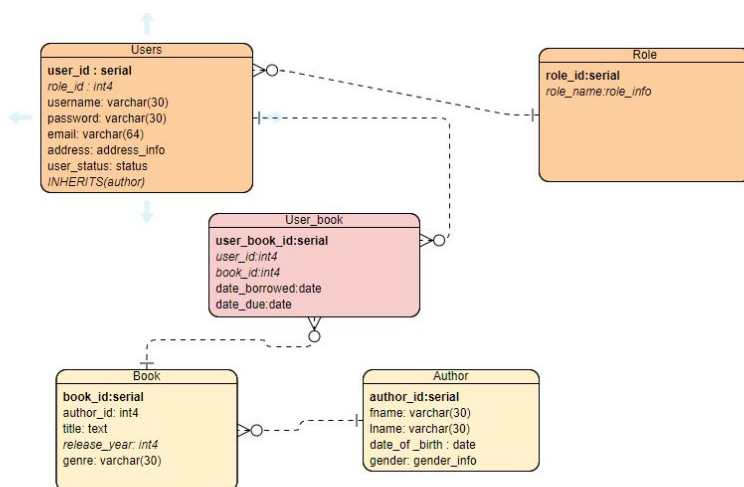 Users
user_id : serial
role_id : int4
username: varchar(30)
password: varchar(30)
email: varchar(64)
address: address_info
user_status: status
INHERITS(author)
Role
role_id:serial
role_name:role_info
User_book
user_book_id:serial
user_id:int4
book_id:int4
date_borrowed:date
date_due:date
Book
book_id:serial
author_id: int4
title: text
release_year: int4
genre: varchar(30)
Author
author_id:serial
fname: varchar(30)
lname: varchar(30)
date_of _birth : date
gender: gender_info